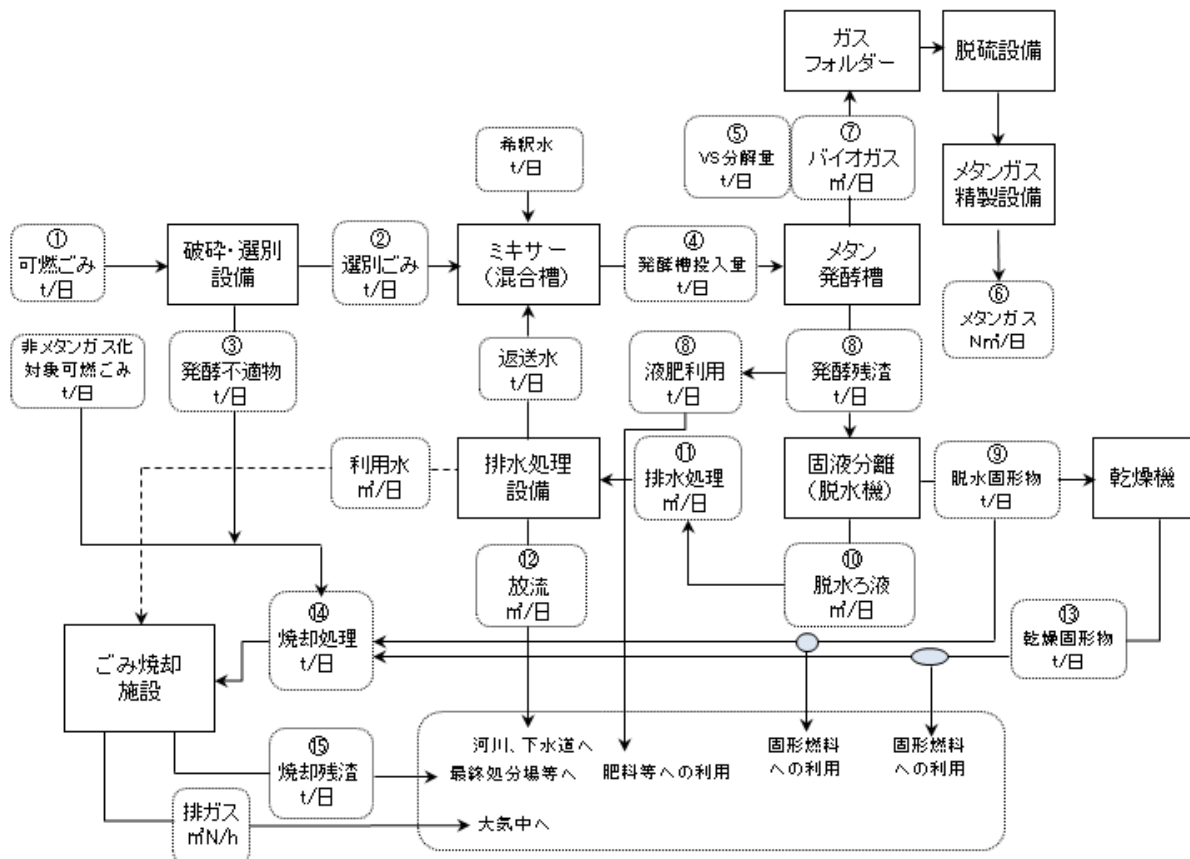 ガス
フォルダー
脱硫設備
希釈水
t/日
⑤
VS分解量
t/日
⑦
バイオガス
㎥/日
メタンガス
精製設備
①
可燃ごみ
t/日
破砕・選別
設備
②
選別ごみ
t/日
ミキサー
(混合槽)
④
発酵槽投入量
t/日
メタン
発酵槽
⑥
メタンガス
N㎥/日
非メタンガス化
対象可燃ごみ
t/日
③
発酵不適物
t/日
返送水
t/日
⑧
液肥利用
t/日
⑧
発酵残渣
t/日
利用水
㎥/日
排水処理
設備
⑪
排水処理
㎥/日
固液分離
(脱水機)
⑨
脱水固形物
t/日
乾燥機
⑫
放流
㎥/日
⑩
脱水ろ液
㎥/日
⑭
焼却処理
t/日
⑬
乾燥固形物
t/日
ごみ焼却
施設
⑮
焼却残渣
t/日
排ガス
㎥N/h
河川、下水道へ
最終処分場等へ
肥料等への利用
固形燃料
への利用
固形燃料
への利用
大気中へ